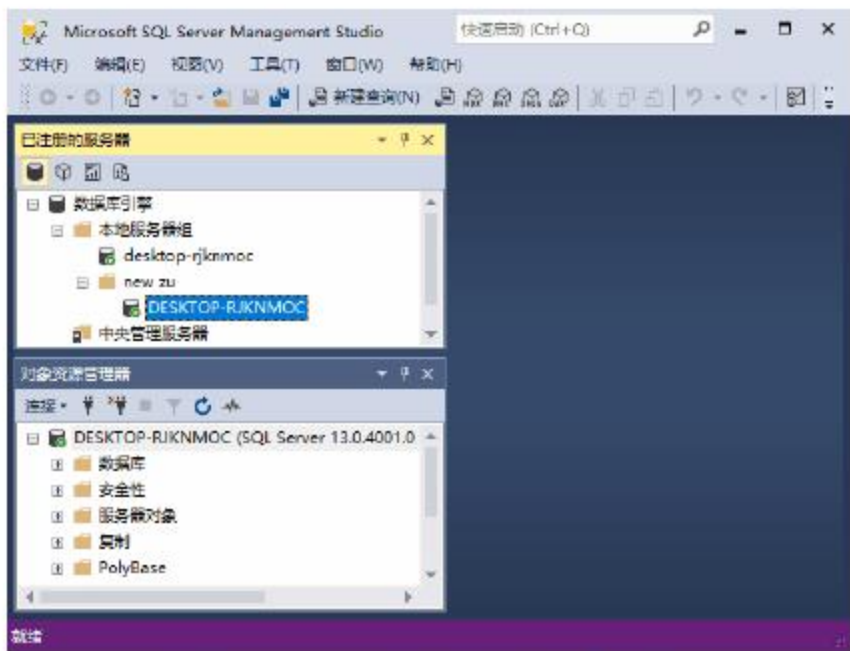 Microsoft SQL Server Management Studio
快速启动 (Ctrl+Q)
文件(F) 编辑(E) 视图(V) 工具(T) 窗口(W) 帮助(H)
新建查询(N)
已注册的服务器
数据库引擎
本地服务器组
desktop-rjknmoc
new zu
DESKTOP-RJKNMOC
中央管理服务器
对象资源管理器
连接
DESKTOP-RJKNMOC (SQL Server 13.0.4001.0
数据库
安全性
服务器对象
复制
PolyBase
就绪